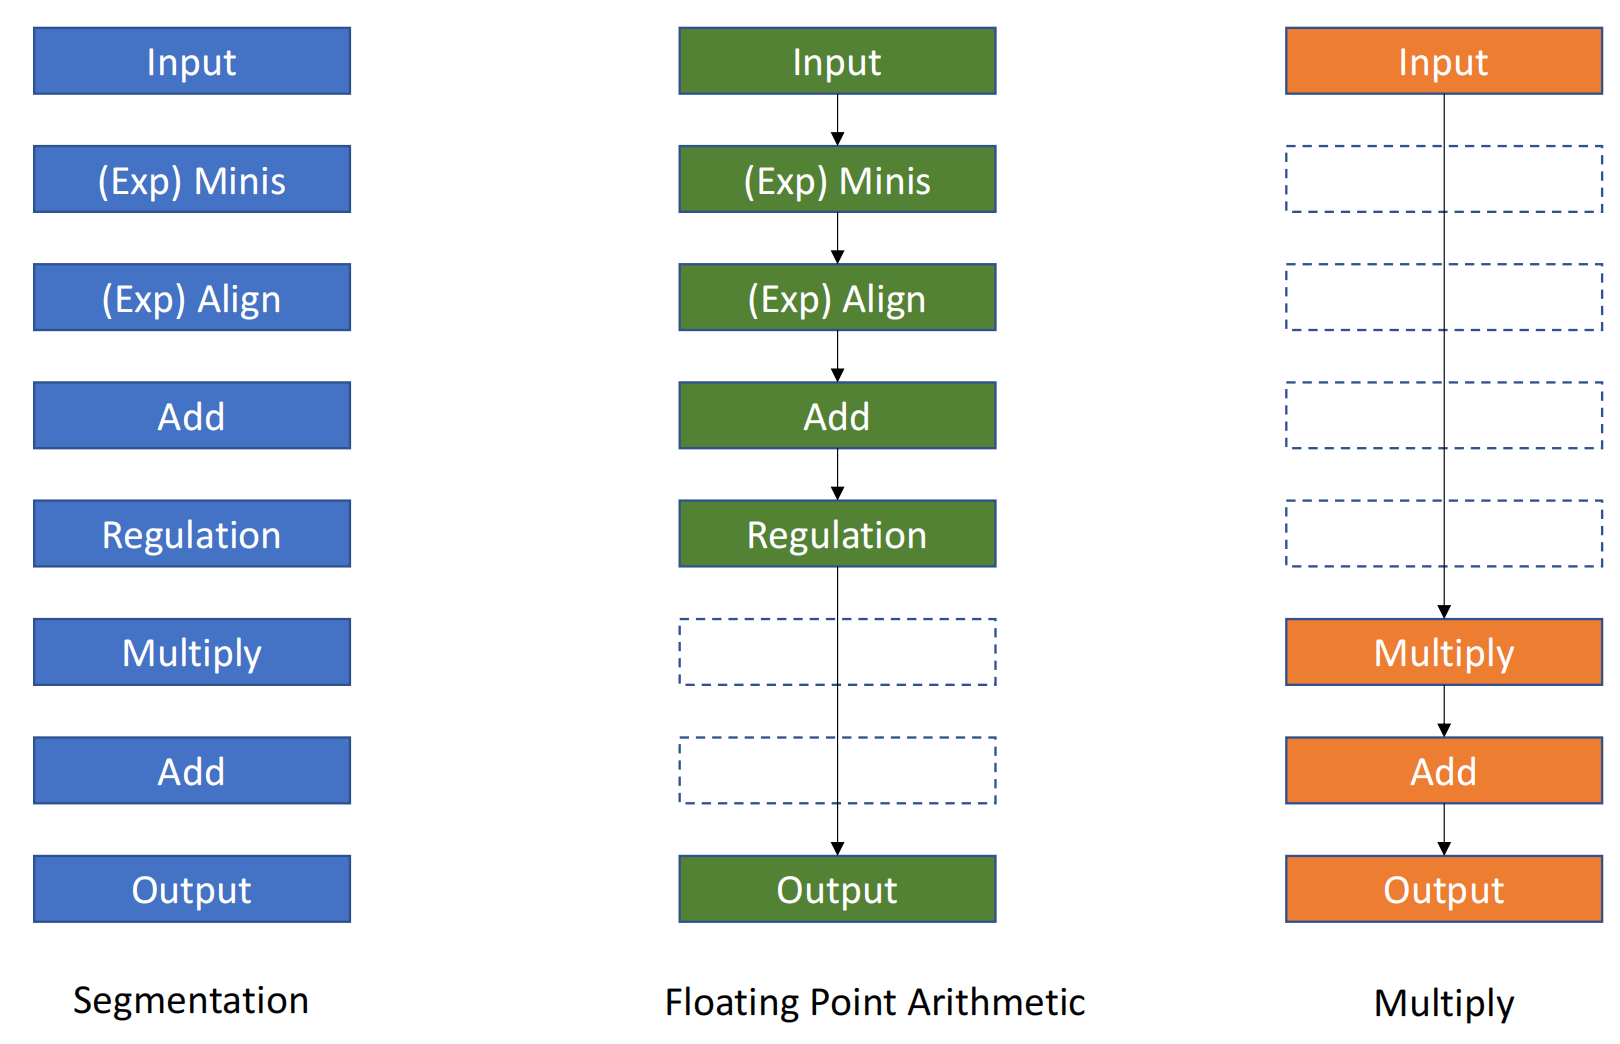 Input
(Exp) Minis
(Exp) Align
Add
Regulation
Multiply
Add
Output
Segmentation
Input
(Exp) Minis
(Exp) Align
Add
Regulation
Output
Floating Point Arithmetic
Input
Multiply
Add
Output
Multiply